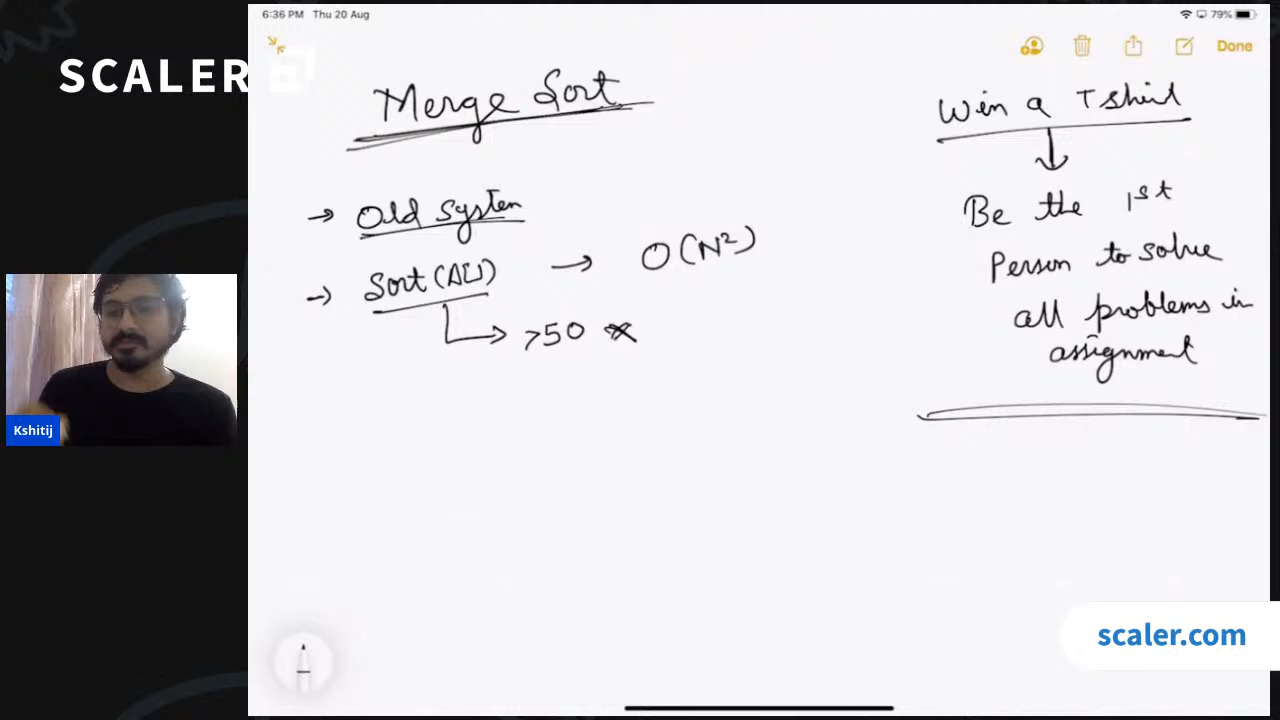 6:36 PM Thu 20 Aug
79%
Done
SCALER
Merge Sort
→ Old System
→ Sort(A[]) → O(N²)
>50 ×
Win a T shirt
↓
Be the 1st
Person to solve
all problems in
assignment
Kshitij
scaler.com